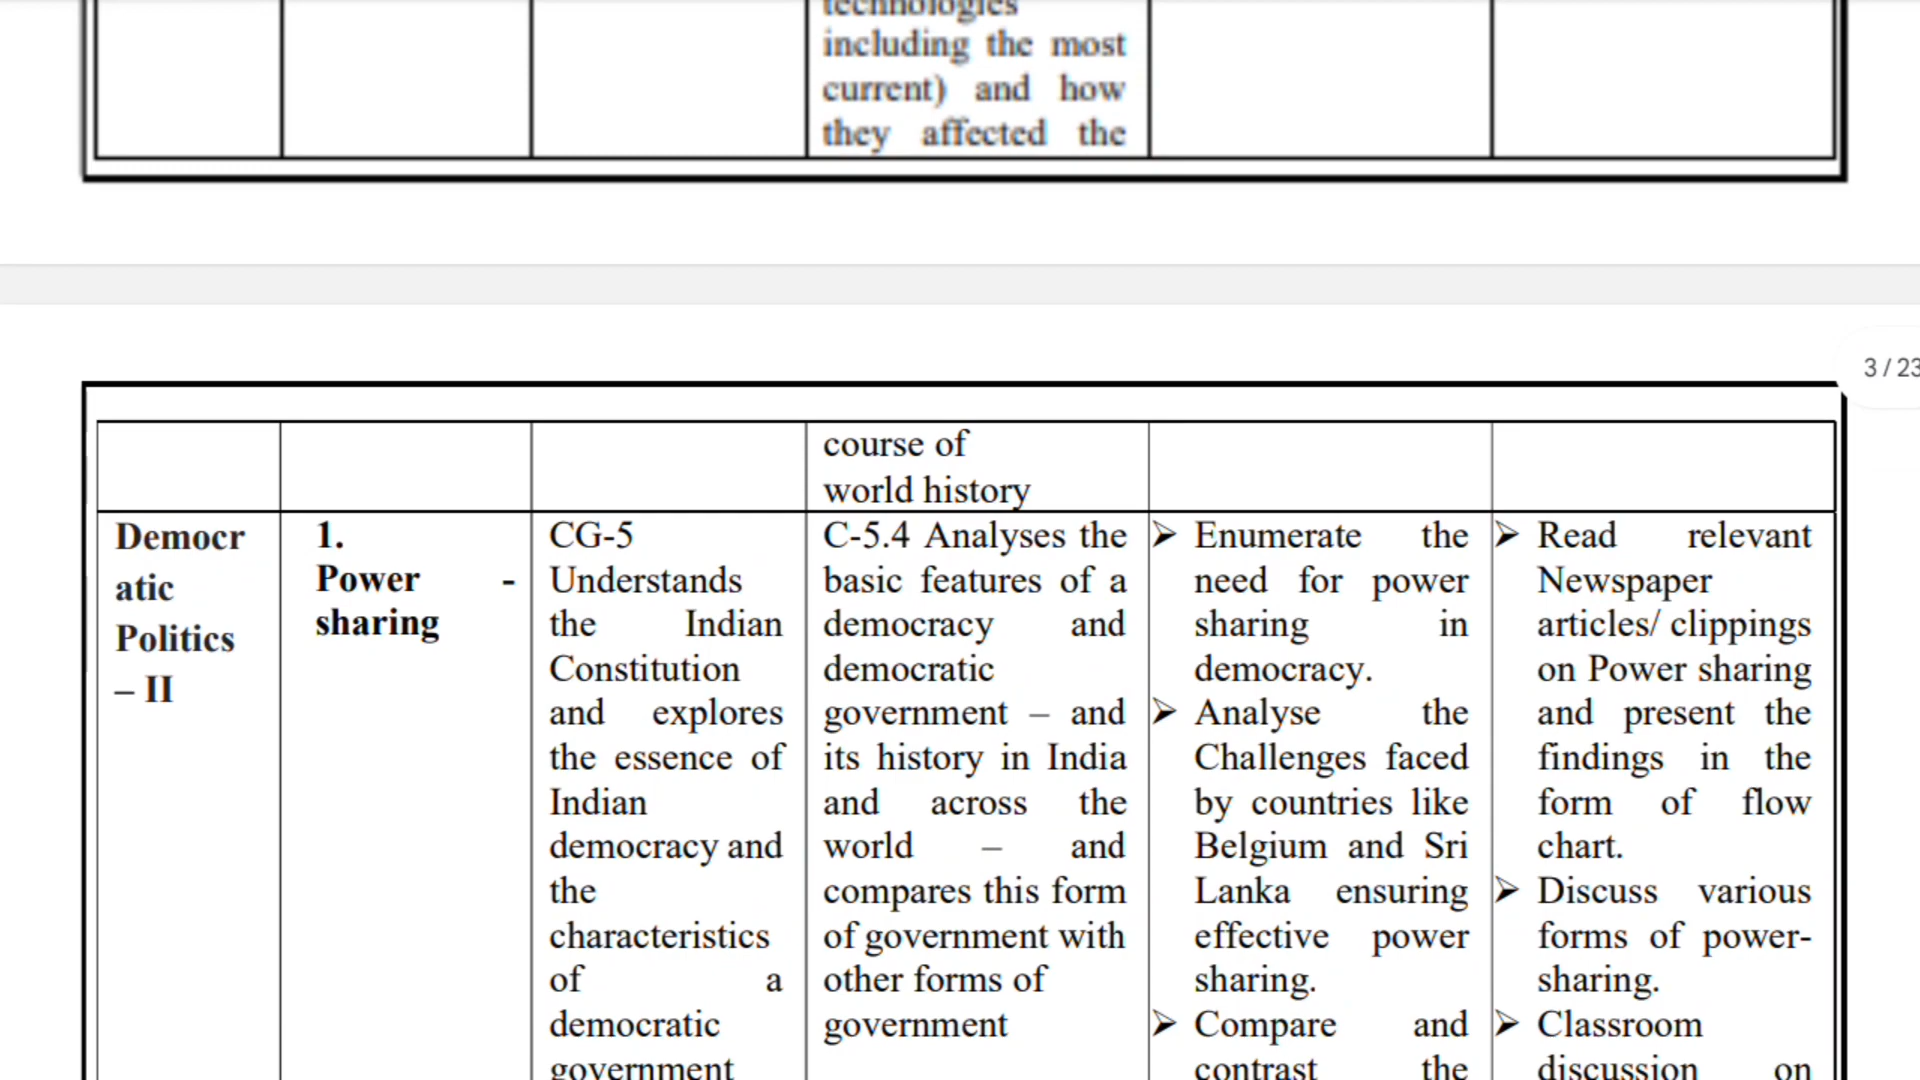 technologies
including the most
current) and how
they affected the
3 / 23
course of
world history
Democr
atic
Politics
– II
1.
Power -
sharing
CG-5
Understands
the Indian
Constitution
and explores
the essence of
Indian
democracy and
the
characteristics
of a
democratic
government
C-5.4 Analyses the
basic features of a
democracy and
democratic
government – and
its history in India
and across the
world – and
compares this form
of government with
other forms of
government
➢ Enumerate the
need for power
sharing in
democracy.
➢ Analyse the
Challenges faced
by countries like
Belgium and Sri
Lanka ensuring
effective power
sharing.
➢ Compare and
contrast the
➢ Read relevant
Newspaper
articles/ clippings
on Power sharing
and present the
findings in the
form of flow
chart.
➢ Discuss various
forms of power-
sharing.
➢ Classroom
discussion on